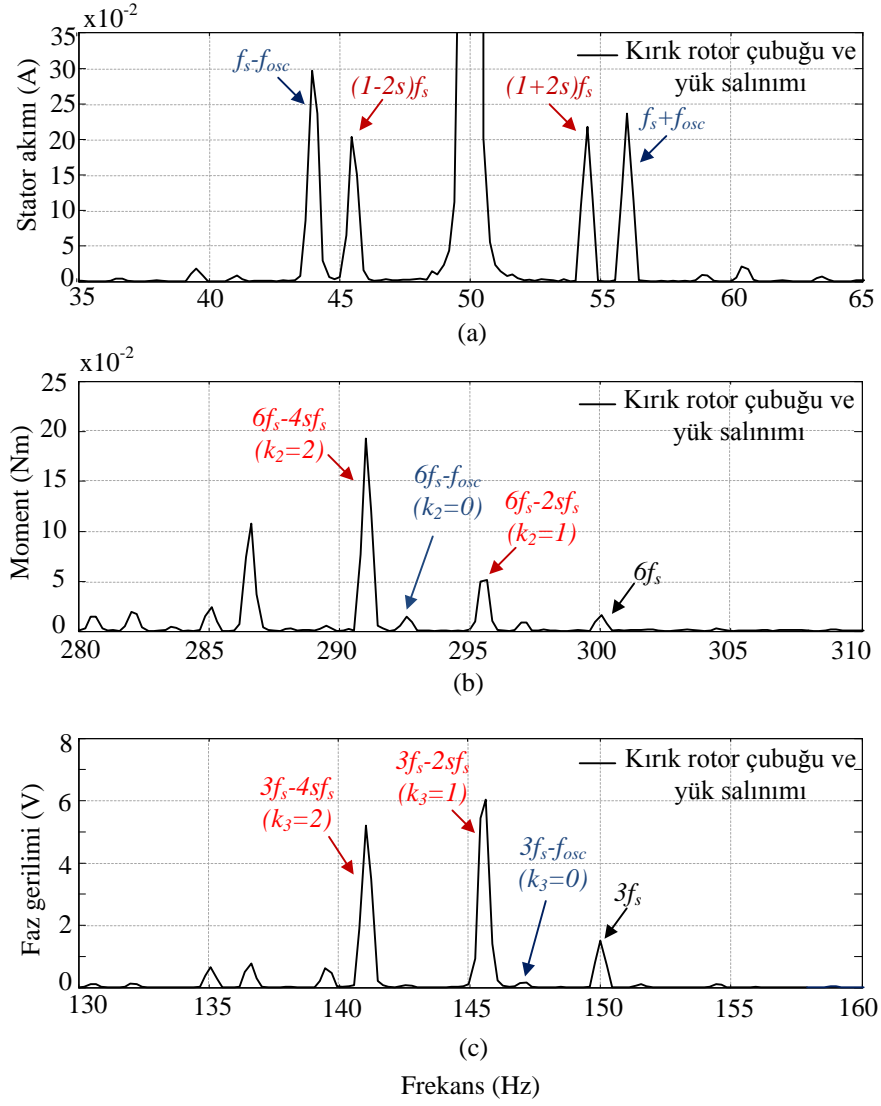 x10-2
35
30
25
20
15
10
5
0
Stator akımı (A)
fs-fosc
(1-2s)fs
(1+2s)fs
fs+fosc
Kırık rotor çubuğu ve
yük salınımı
35 40 45 50 55 60 65
(a)
x10-2
25
20
15
10
5
0
Moment (Nm)
6fs-4sfs
(k2=2)
6fs-fosc
(k2=0)
6fs-2sfs
(k2=1)
6fs
Kırık rotor çubuğu ve
yük salınımı
280 285 290 295 300 305 310
(b)
8
6
4
2
0
Faz gerilimi (V)
3fs-4sfs
(k3=2)
3fs-2sfs
(k3=1)
3fs-fosc
(k3=0)
3fs
Kırık rotor çubuğu ve
yük salınımı
130 135 140 145 150 155 160
(c)
Frekans (Hz)